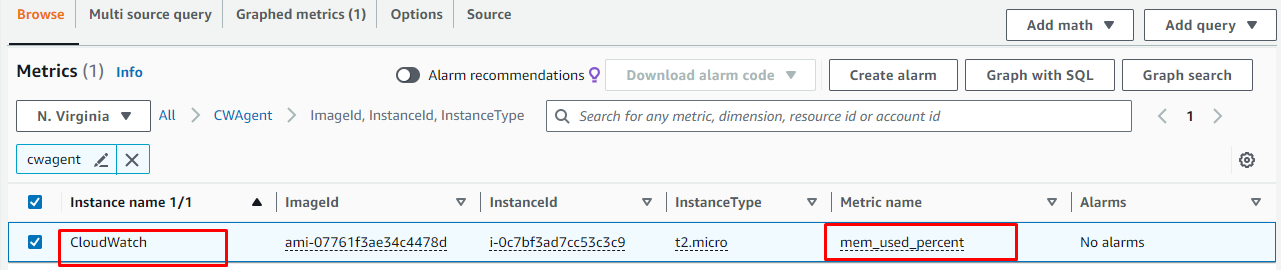 Browse Multi source query Graphed metrics (1) Options Source
Add math Add query
Metrics (1) Info
Alarm recommendations Download alarm code Create alarm Graph with SQL Graph search
N. Virginia All CWAgent ImageId, InstanceId, InstanceType Search for any metric, dimension, resource id or account id 1
cwagent
Instance name 1/1 ImageId InstanceId InstanceType Metric name Alarms
CloudWatch ami-07761f3ae34c4478d i-0c7bf3ad7cc53c3c9 t2.micro mem_used_percent No alarms